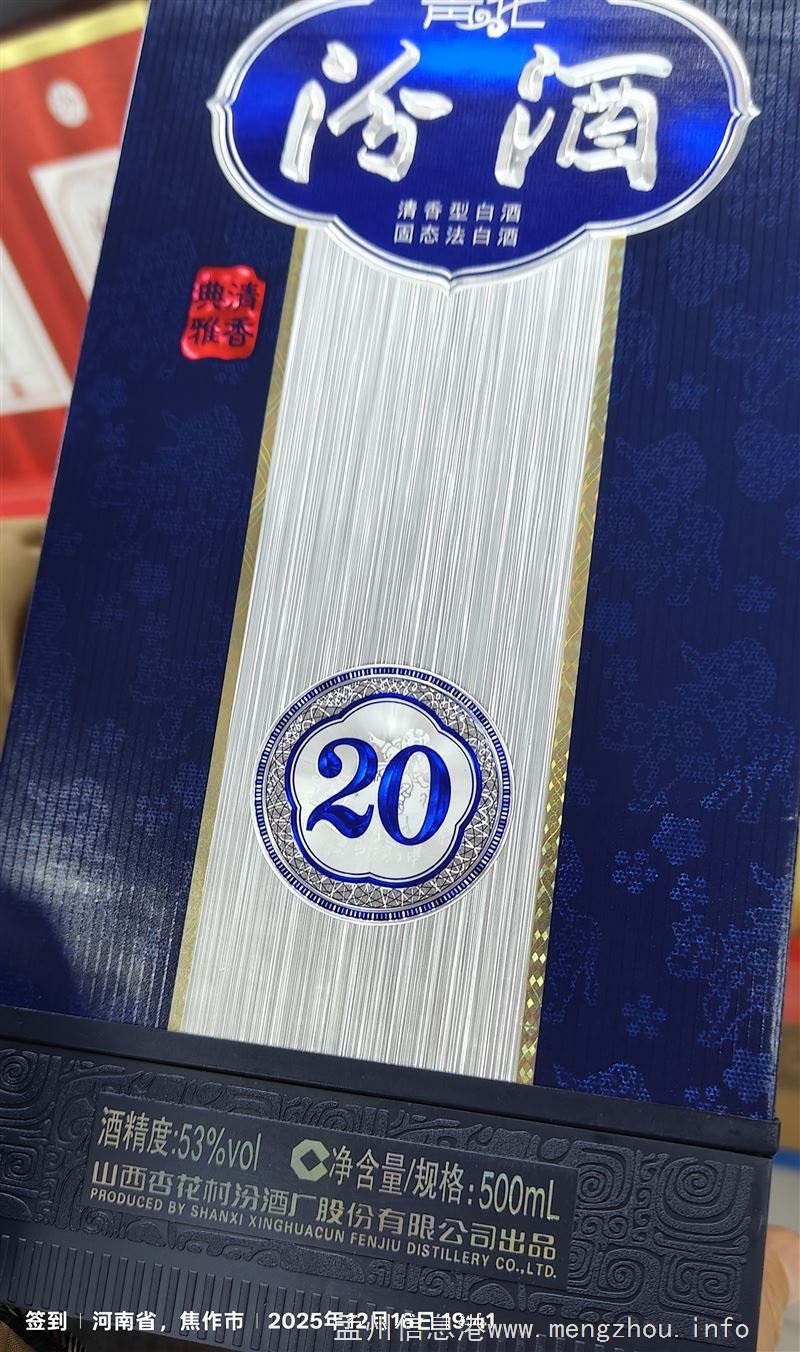 青花
汾酒
清香型白酒
固态法白酒
清香
典雅
20
酒精度:53%vol 净含量/规格:500mL
山西杏花村汾酒厂股份有限公司出品
PRODUCED BY SHANXI XINGHUACUN FENJIU DISTILLERY CO.,LTD.
签到 河南省，焦作市 2025年12月16日 19:41
孟州信息港www.mengzhou.info